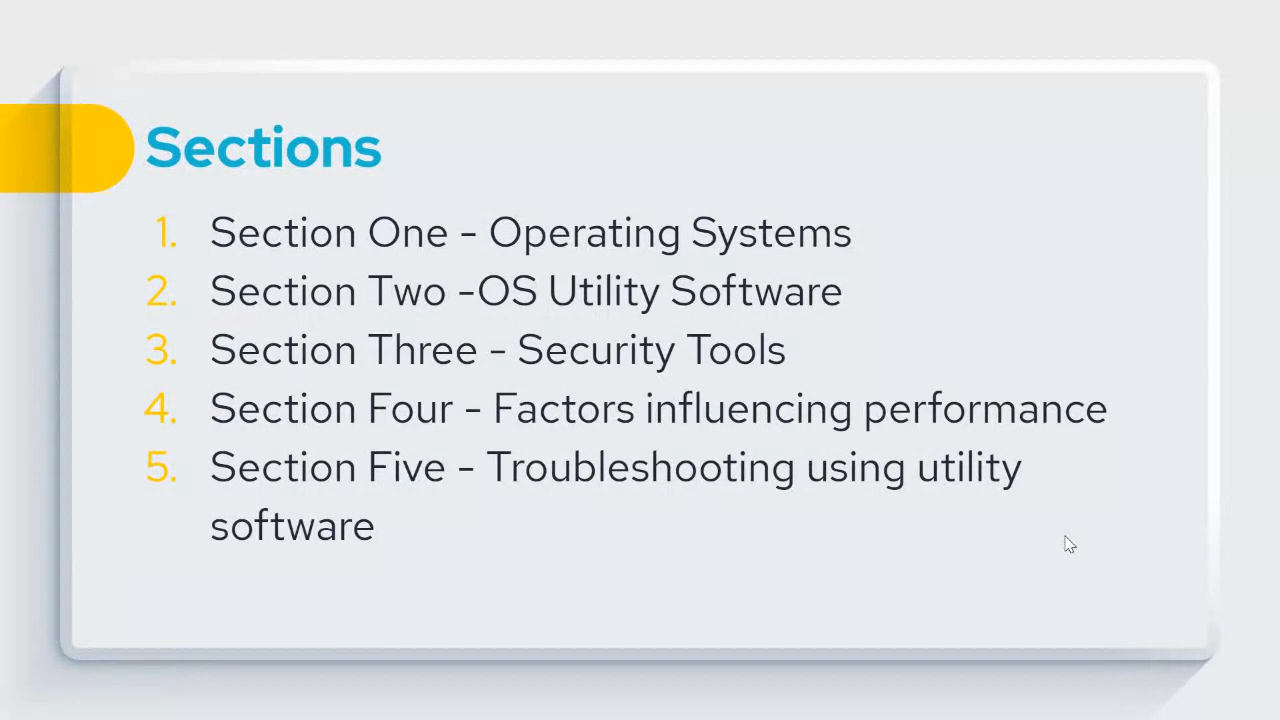 Sections
1. Section One - Operating Systems
2. Section Two -OS Utility Software
3. Section Three - Security Tools
4. Section Four - Factors influencing performance
5. Section Five - Troubleshooting using utility
software